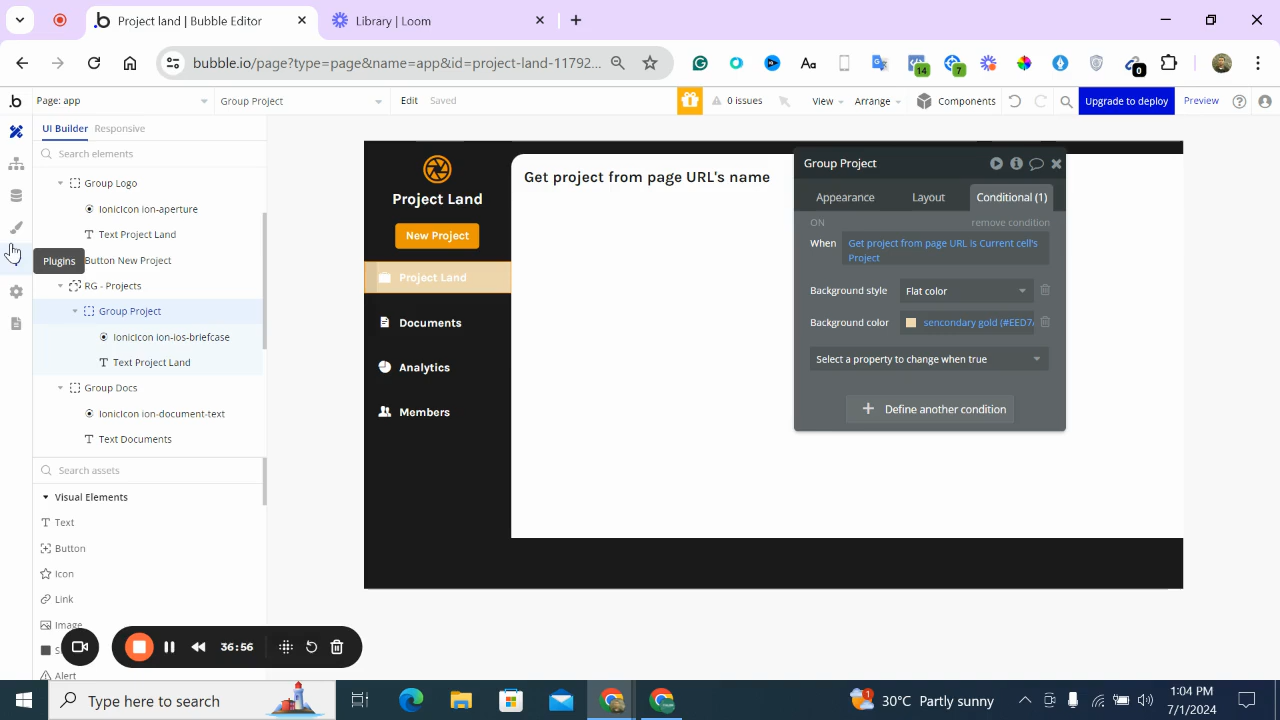 Project land | Bubble Editor
Library | Loom
bubble.io/page?type=page&name=app&id=project-land-11792...
14
7
0
Page: app
Group Project
Edit
Saved
0 issues
View
Arrange
Components
Upgrade to deploy
Preview
UI Builder
Responsive
Search elements
Group Logo
IonicIcon ion-aperture
Text Project Land
Button New Project
Plugins
RG - Projects
Group Project
IonicIcon ion-ios-briefcase
Text Project Land
Group Docs
IonicIcon ion-document-text
Text Documents
Search assets
Visual Elements
Text
Button
Icon
Link
Image
Alert
Project Land
New Project
Project Land
Documents
Analytics
Members
Get project from page URL's name
Group Project
Appearance
Layout
Conditional (1)
ON
remove condition
When
Get project from page URL is Current cell's
Project
Background style
Flat color
Background color
sencondary gold (#EED7/
Select a property to change when true
Define another condition
36:56
Type here to search
1
30°C Partly sunny
1:04 PM
7/1/2024